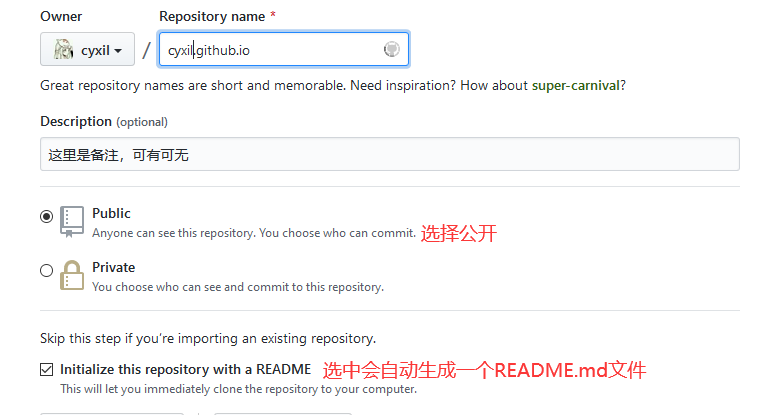 Owner Repository name *
cyxil / cyxil.github.io
Great repository names are short and memorable. Need inspiration? How about super-carnival?
Description (optional)
这里是备注，可有可无
Public
Anyone can see this repository. You choose who can commit. 选择公开
Private
You choose who can see and commit to this repository.
Skip this step if you're importing an existing repository.
Initialize this repository with a README 选中会自动生成一个README.md文件
This will let you immediately clone the repository to your computer.